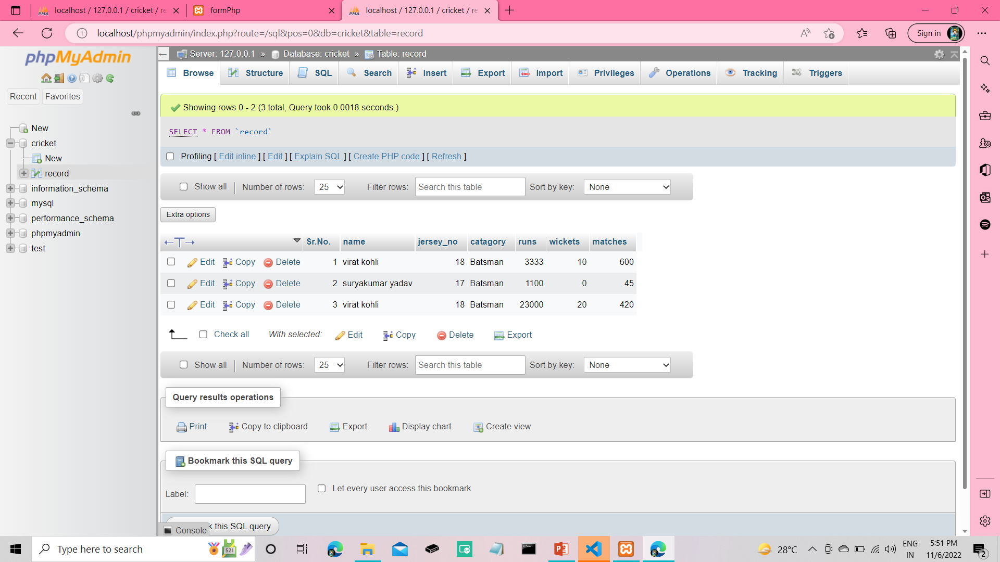 localhost / 127.0.0.1 / cricket / re
formPhp
localhost / 127.0.0.1 / cricket / re
localhost/phpmyadmin/index.php?route=/sql&pos=0&db=cricket&table=record
Sign in
phpMyAdmin
Recent Favorites
New
cricket
New
record
information_schema
mysql
performance_schema
phpmyadmin
test
Server: 127.0.0.1 » Database: cricket » Table: record
Browse Structure SQL Search Insert Export Import Privileges Operations Tracking Triggers
Showing rows 0 - 2 (3 total, Query took 0.0018 seconds.)
SELECT * FROM `record`
Profiling [ Edit inline ] [ Edit ] [ Explain SQL ] [ Create PHP code ] [ Refresh ]
Show all Number of rows: 25 Filter rows: Search this table Sort by key: None
Extra options
←T→ Sr.No. name jersey_no catagory runs wickets matches
Edit Copy Delete 1 virat kohli 18 Batsman 3333 10 600
Edit Copy Delete 2 suryakumar yadav 17 Batsman 1100 0 45
Edit Copy Delete 3 virat kohli 18 Batsman 23000 20 420
Check all With selected: Edit Copy Delete Export
Show all Number of rows: 25 Filter rows: Search this table Sort by key: None
Query results operations
Print Copy to clipboard Export Display chart Create view
Bookmark this SQL query
Label: Let every user access this bookmark
k this SQL query
Console
Type here to search
521
28°C
ENG
IN
5:51 PM
11/6/2022
2